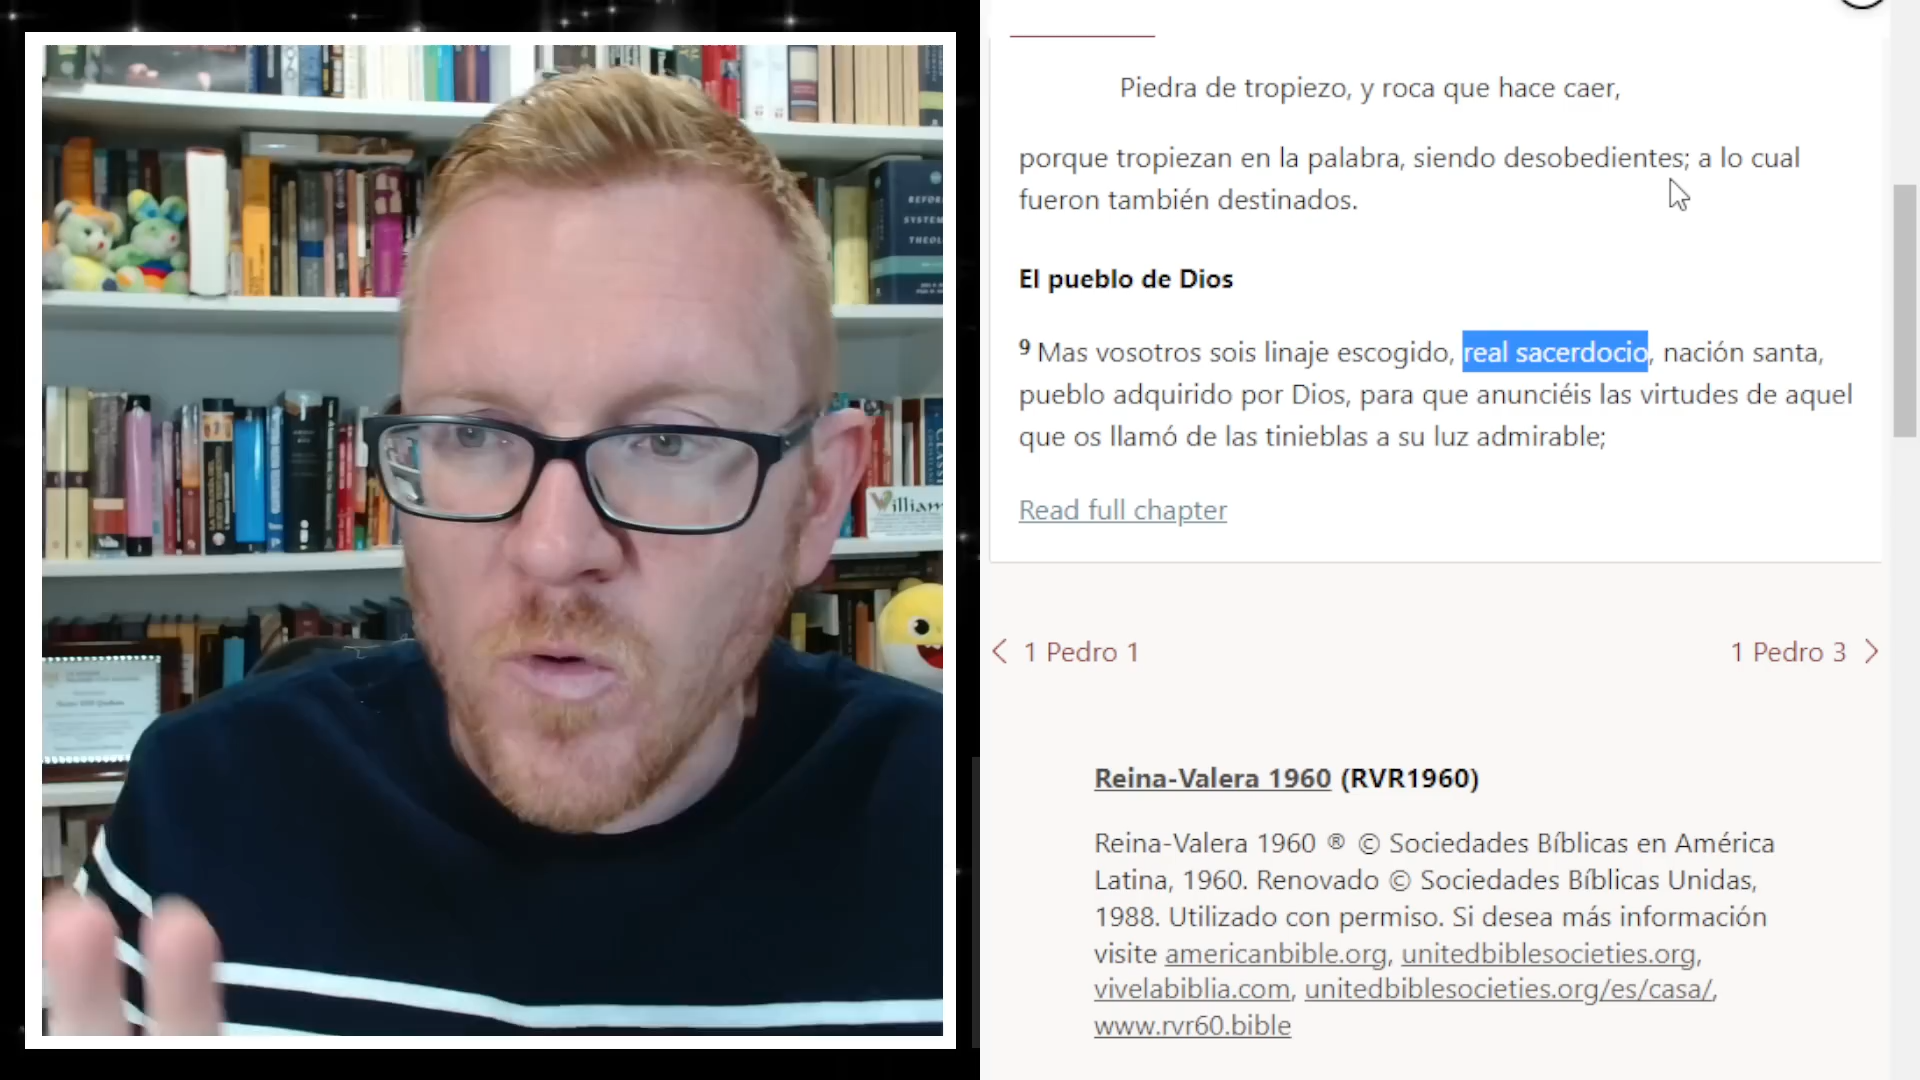 REFOR
SYSTEM
THEOL
William
Piedra de tropiezo, y roca que hace caer,
porque tropiezan en la palabra, siendo desobedientes; a lo cual
fueron también destinados.
El pueblo de Dios
9 Mas vosotros sois linaje escogido, real sacerdocio, nación santa,
pueblo adquirido por Dios, para que anunciéis las virtudes de aquel
que os llamó de las tinieblas a su luz admirable;
Read full chapter
< 1 Pedro 1
1 Pedro 3 >
Reina-Valera 1960 (RVR1960)
Reina-Valera 1960 ® © Sociedades Bíblicas en América
Latina, 1960. Renovado © Sociedades Bíblicas Unidas,
1988. Utilizado con permiso. Si desea más información
visite americanbible.org, unitedbiblesocieties.org,
vivelabiblia.com, unitedbiblesocieties.org/es/casa/,
www.rvr60.bible